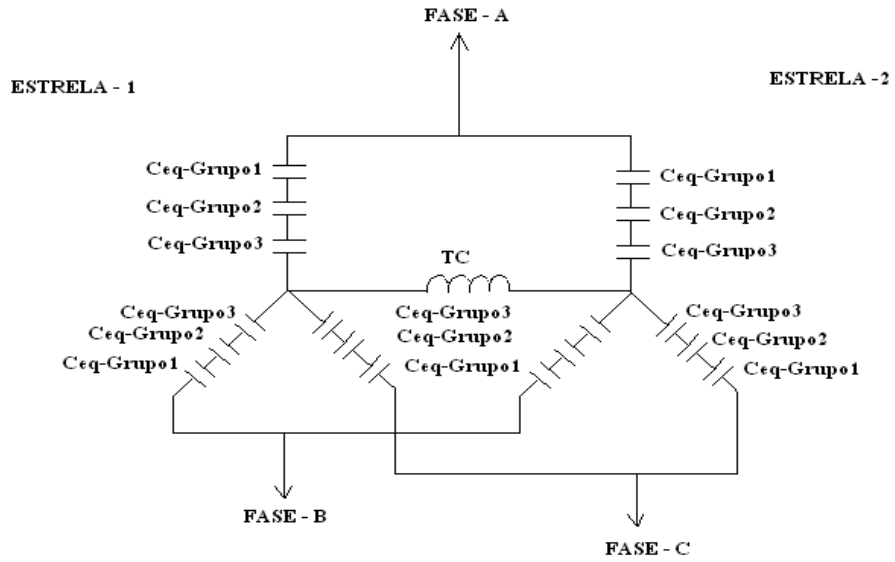 FASE - A
ESTRELA - 1
ESTRELA -2
Ceq-Grupo1
Ceq-Grupo2
Ceq-Grupo3
Ceq-Grupo1
Ceq-Grupo2
Ceq-Grupo3
TC
Ceq-Grupo3
Ceq-Grupo2
Ceq-Grupo1
Ceq-Grupo3
Ceq-Grupo2
Ceq-Grupo1
Ceq-Grupo3
Ceq-Grupo2
Ceq-Grupo1
FASE - B
FASE - C